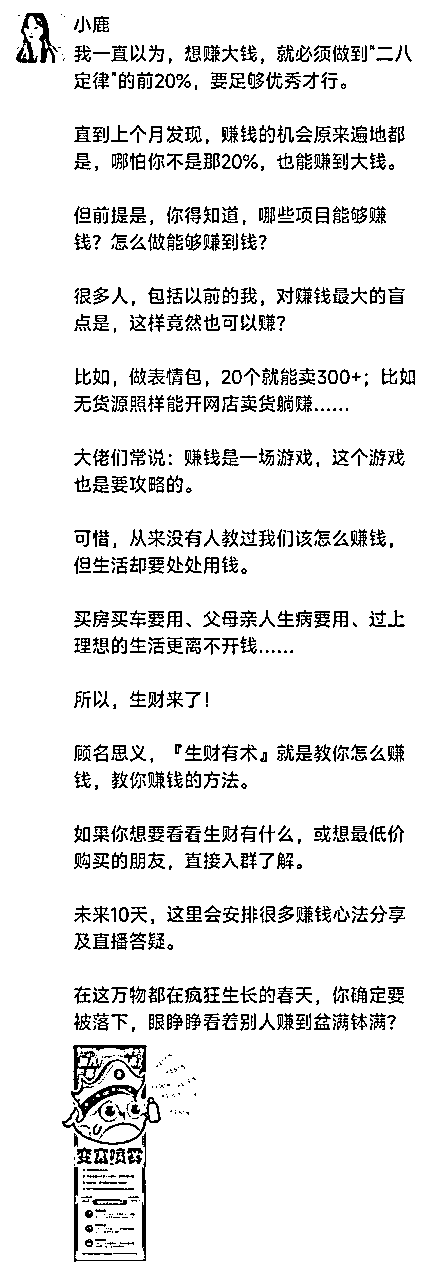 小鹿
我一直以为，想赚大钱，就必须做到“二八
定律”的前20%，要足够优秀才行。
直到上个月发现，赚钱的机会原来遍地都
是，哪怕你不是那20%，也能赚到大钱。
但前提是，你得知道，哪些项目能够赚
钱？怎么做能够赚到钱？
很多人，包括以前的我，对赚钱最大的盲
点是，这样竟然也可以赚？
比如，做表情包，20个就能卖300+；比如
无货源照样能开网店卖货躺赚……
大佬们常说：赚钱是一场游戏，这个游戏
也是要攻略的。
可惜，从来没有人教过我们该怎么赚钱，
但生活却要处处用钱。
买房买车要用、父母亲人生病要用、过上
理想的生活更离不开钱……
所以，生财来了！
顾名思义，『生财有术』就是教你怎么赚
钱，教你赚钱的方法。
如果你想要看看生财有什么，或想最低价
购买的朋友，直接入群了解。
未来10天，这里会安排很多赚钱心法分享
及直播答疑。
在这万物都在疯狂生长的春天，你确定要
被落下，眼睁睁看着别人赚到盆满钵满？